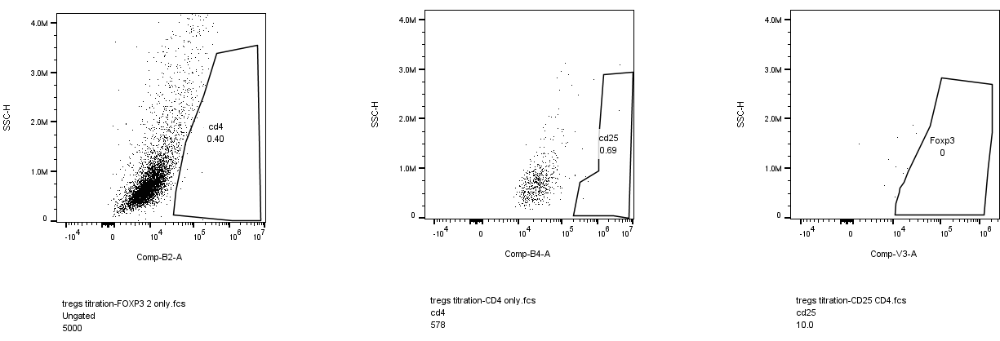 4.0M
3.0M
2.0M
1.0M
0
SSC-H
cd4
0.40
-10^4
0
10^4
10^5
10^6
10^7
Comp-B2-A
tregs titration-FOXP3 2 only.fcs
Ungated
5000
4.0M
3.0M
2.0M
1.0M
0
SSC-H
cd25
0.69
-10^4
0
10^4
10^5
10^6
10^7
Comp-B4-A
tregs titration-CD4 only.fcs
cd4
578
4.0M
3.0M
2.0M
1.0M
0
SSC-H
Foxp3
0
-10^4
0
10^4
10^5
10^6
Comp-V3-A
tregs titration-CD25 CD4.fcs
cd25
10.0